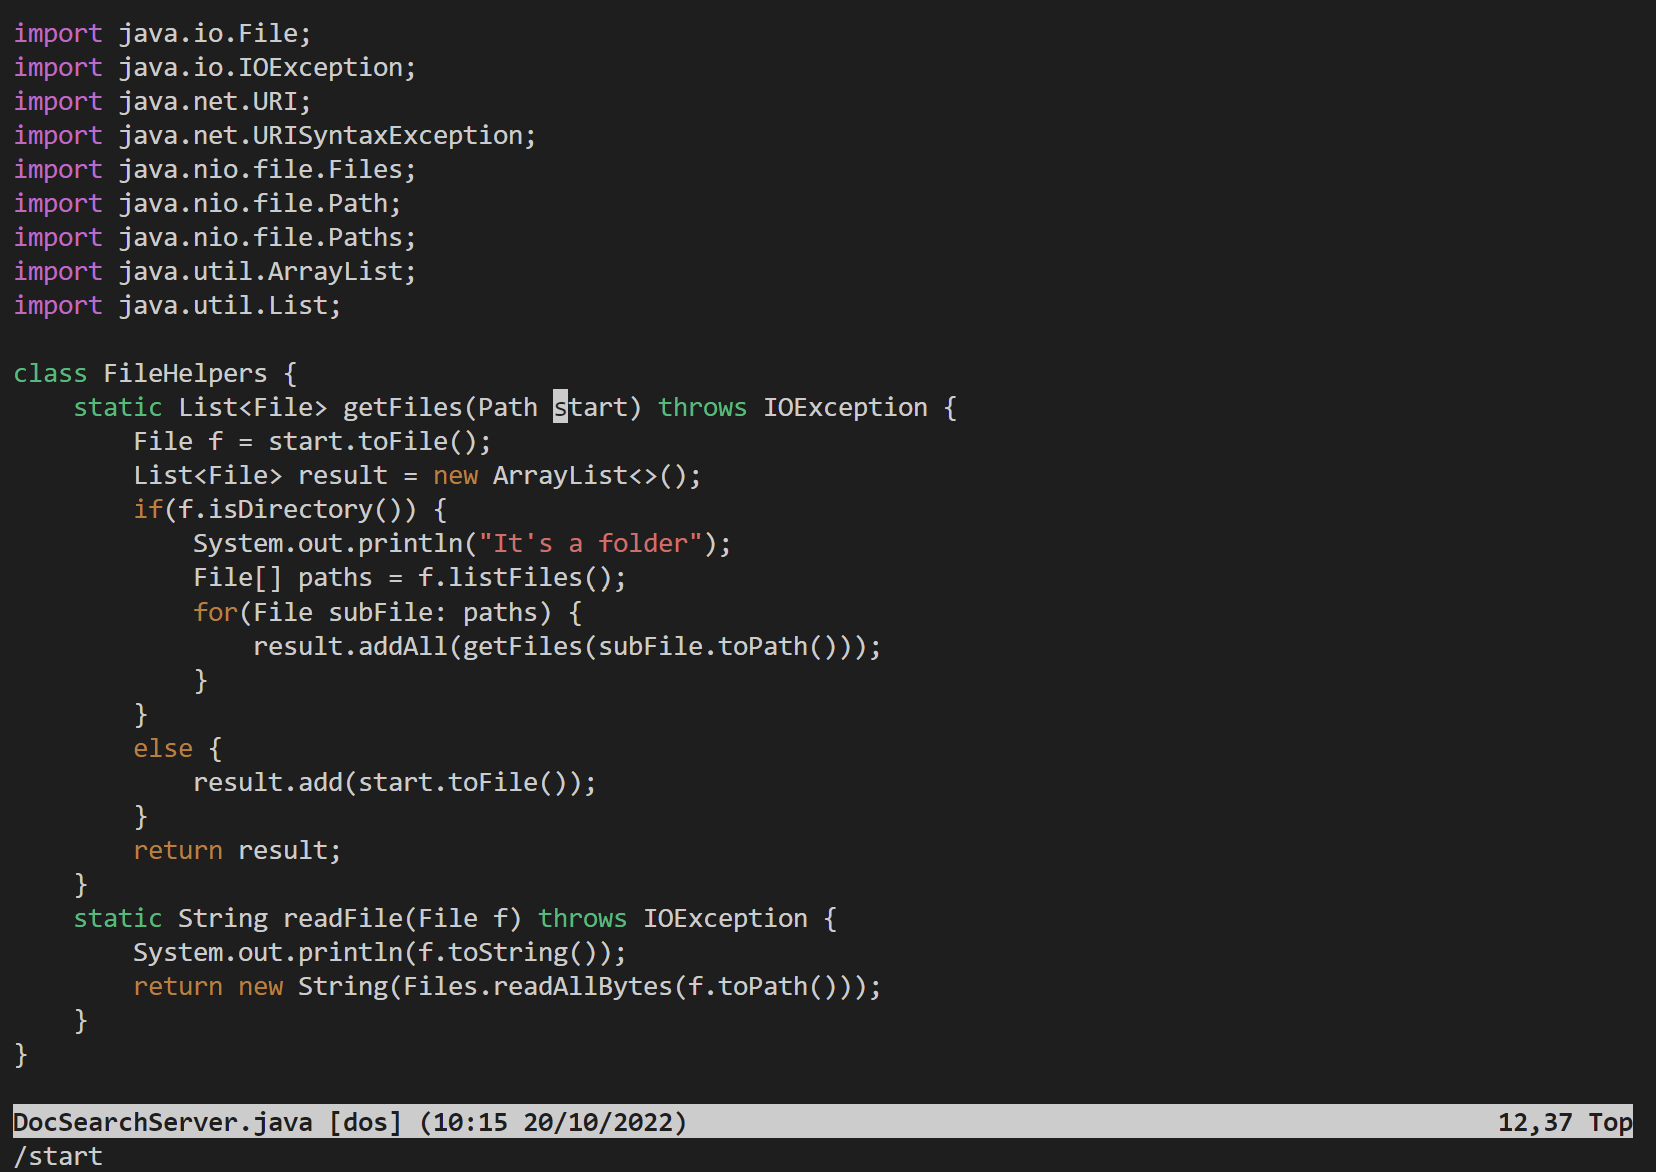 import java.io.File;
import java.io.IOException;
import java.net.URI;
import java.net.URISyntaxException;
import java.nio.file.Files;
import java.nio.file.Path;
import java.nio.file.Paths;
import java.util.ArrayList;
import java.util.List;

class FileHelpers {
    static List<File> getFiles(Path start) throws IOException {
        File f = start.toFile();
        List<File> result = new ArrayList<>();
        if(f.isDirectory()) {
            System.out.println("It's a folder");
            File[] paths = f.listFiles();
            for(File subFile: paths) {
                result.addAll(getFiles(subFile.toPath()));
            }
        }
        else {
            result.add(start.toFile());
        }
        return result;
    }
    static String readFile(File f) throws IOException {
        System.out.println(f.toString());
        return new String(Files.readAllBytes(f.toPath()));
    }
}
DocSearchServer.java [dos] (10:15 20/10/2022) 12,37 Top
/start